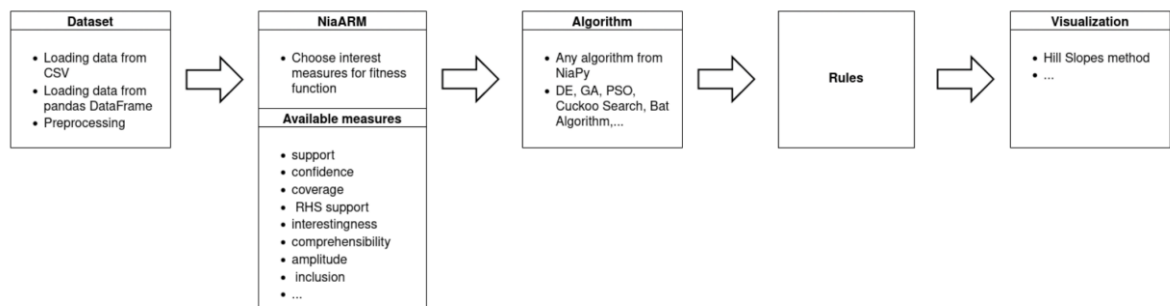 Dataset
• Loading data from
CSV
• Loading data from
pandas DataFrame
• Preprocessing
NiaARM
• Choose interest
measures for fitness
function
Available measures
• support
• confidence
• coverage
• RHS support
• interestingness
• comprehensibility
• amplitude
• inclusion
• ...
Algorithm
• Any algorithm from
NiaPy
• DE, GA, PSO,
Cuckoo Search, Bat
Algorithm,...
Rules
Visualization
• Hill Slopes method
• ...